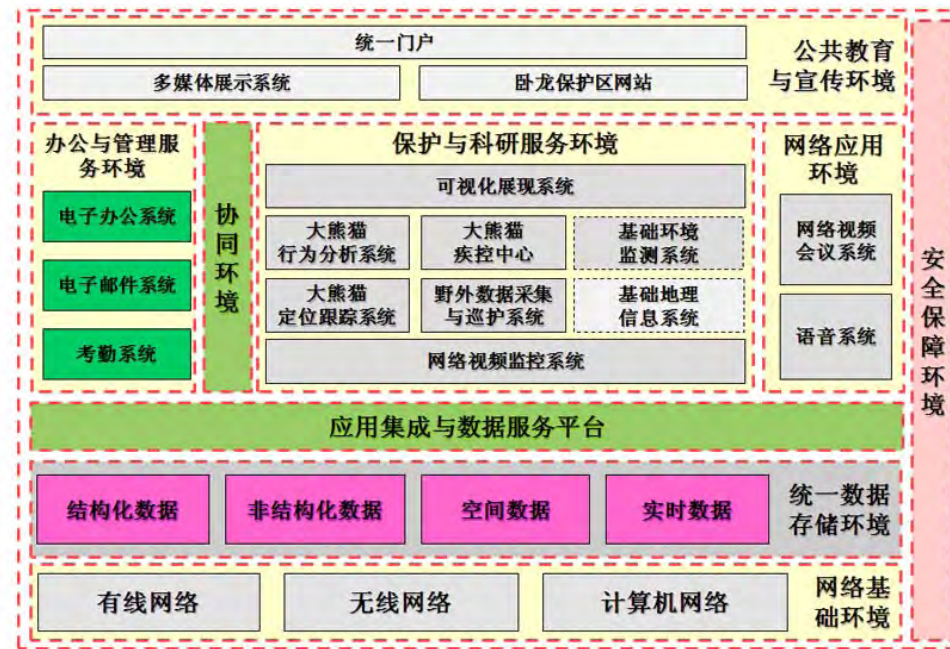 统一门户
多媒体展示系统
卧龙保护区网站
公共教育
与宣传环境
办公与管理服
务环境
电子办公系统
电子邮件系统
考勤系统
协
同
环
境
保护与科研服务环境
可视化展现系统
大熊猫
行为分析系统
大熊猫
疾控中心
基础环境
监测系统
大熊猫
定位跟踪系统
野外数据采集
与巡护系统
基础地理
信息系统
网络视频监控系统
网络应用
环境
网络视频
会议系统
语音系统
应用集成与数据服务平台
结构化数据
非结构化数据
空间数据
实时数据
统一数据
存储环境
有线网络
无线网络
计算机网络
网络基
础环境
安
全
保
障
环
境